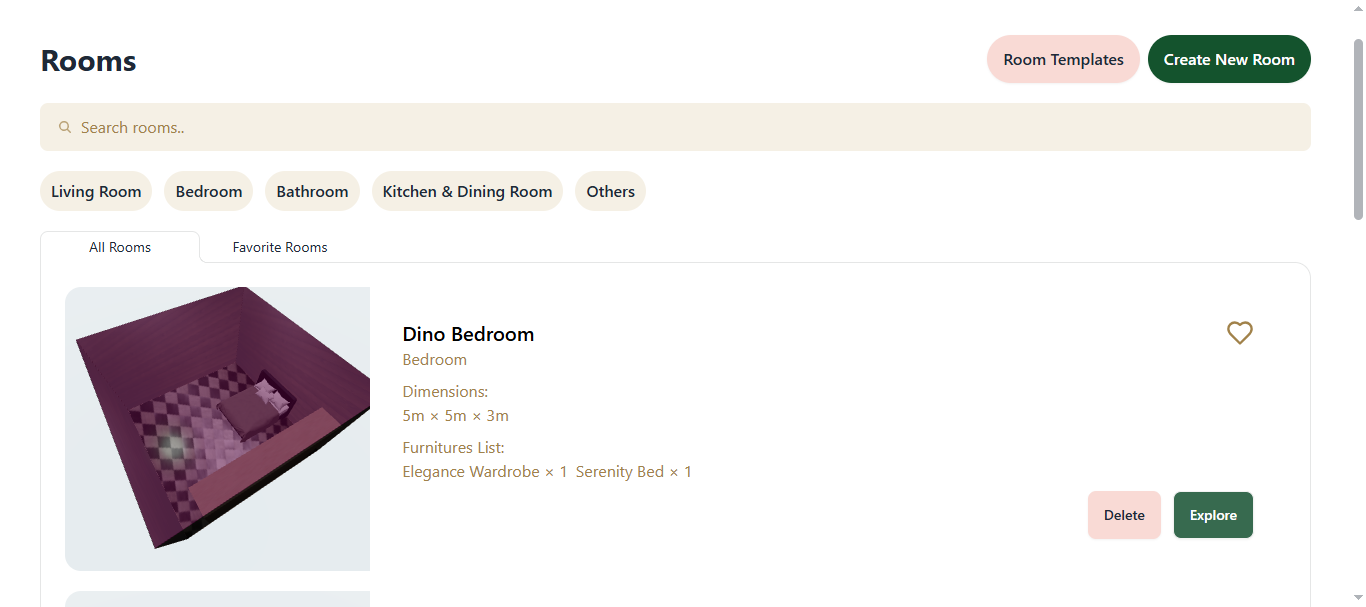 Rooms
Room Templates
Create New Room
Search rooms..
Living Room
Bedroom
Bathroom
Kitchen & Dining Room
Others
All Rooms
Favorite Rooms
Dino Bedroom
Bedroom
Dimensions:
5m × 5m × 3m
Furnitures List:
Elegance Wardrobe × 1 Serenity Bed × 1
Delete
Explore